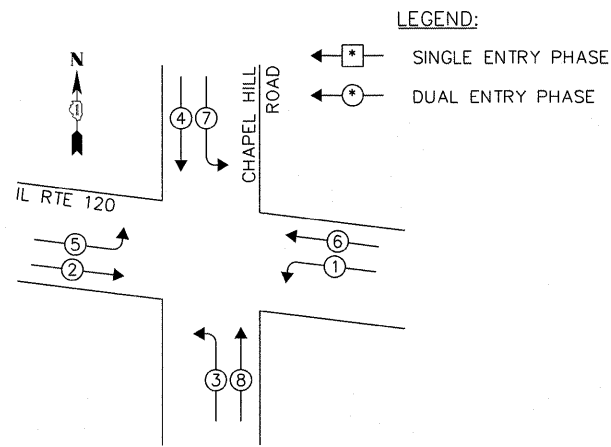 LEGEND:
* SINGLE ENTRY PHASE
* DUAL ENTRY PHASE
N
CHAPEL HILL
ROAD
4 7
IL RTE 120
5
6
2
1
3 8